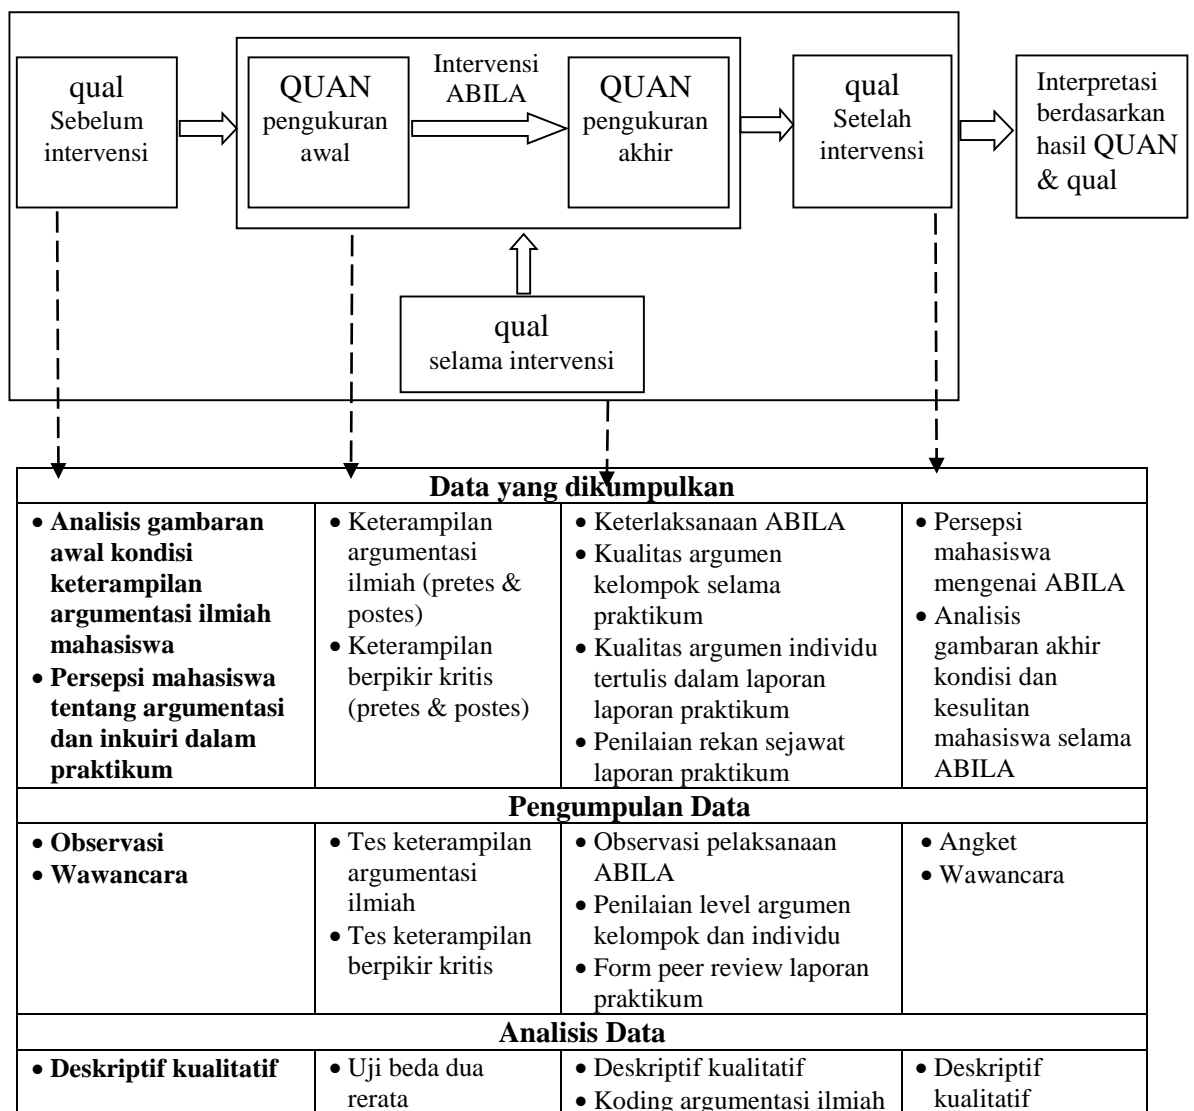 qual
Sebelum
intervensi
QUAN
pengukuran
awal
Intervensi
ABILA
QUAN
pengukuran
akhir
qual
Setelah
intervensi
Interpretasi
berdasarkan
hasil QUAN
& qual
qual
selama intervensi
Data yang dikumpulkan
• Analisis gambaran
awal kondisi
keterampilan
argumentasi ilmiah
mahasiswa
• Persepsi mahasiswa
tentang argumentasi
dan inkuiri dalam
praktikum
• Keterampilan
argumentasi
ilmiah (pretes &
postes)
• Keterampilan
berpikir kritis
(pretes & postes)
• Keterlaksanaan ABILA
• Kualitas argumen
kelompok selama
praktikum
• Kualitas argumen individu
tertulis dalam laporan
laporan praktikum
• Penilaian rekan sejawat
laporan praktikum
• Persepsi
mahasiswa
mengenai ABILA
• Analisis
gambaran akhir
kondisi dan
kesulitan
mahasiswa selama
ABILA
Pengumpulan Data
• Observasi
• Wawancara
• Tes keterampilan
argumentasi
ilmiah
• Tes keterampilan
berpikir kritis
• Observasi pelaksanaan
ABILA
• Penilaian level argumen
kelompok dan individu
• Form peer review laporan
praktikum
• Angket
• Wawancara
Analisis Data
• Deskriptif kualitatif
• Uji beda dua
rerata
• Deskriptif kualitatif
• Koding argumentasi ilmiah
• Deskriptif
kualitatif